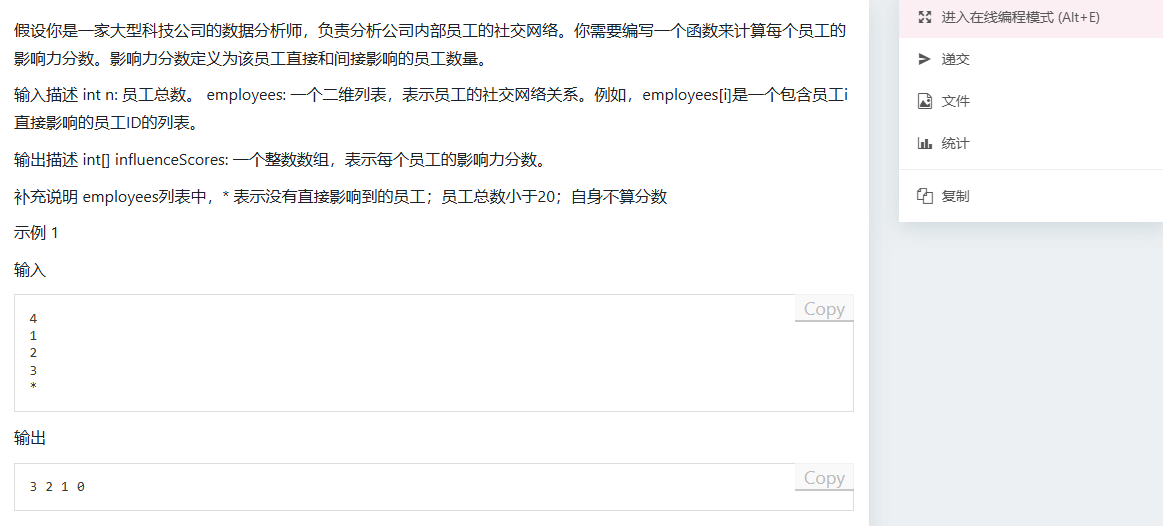 假设你是一家大型科技公司的数据分析师，负责分析公司内部员工的社交网络。你需要编写一个函数来计算每个员工的
影响力分数。影响力分数定义为该员工直接和间接影响的员工数量。
输入描述 int n: 员工总数。 employees: 一个二维列表，表示员工的社交网络关系。例如，employees[i]是一个包含员工i
直接影响的员工ID的列表。
输出描述 int[] influenceScores: 一个整数数组，表示每个员工的影响力分数。
补充说明 employees列表中，* 表示没有直接影响到的员工；员工总数小于20；自身不算分数
示例 1
输入
Copy
4
1
2
3
*
输出
Copy
3 2 1 0
进入在线编程模式 (Alt+E)
递交
文件
统计
复制